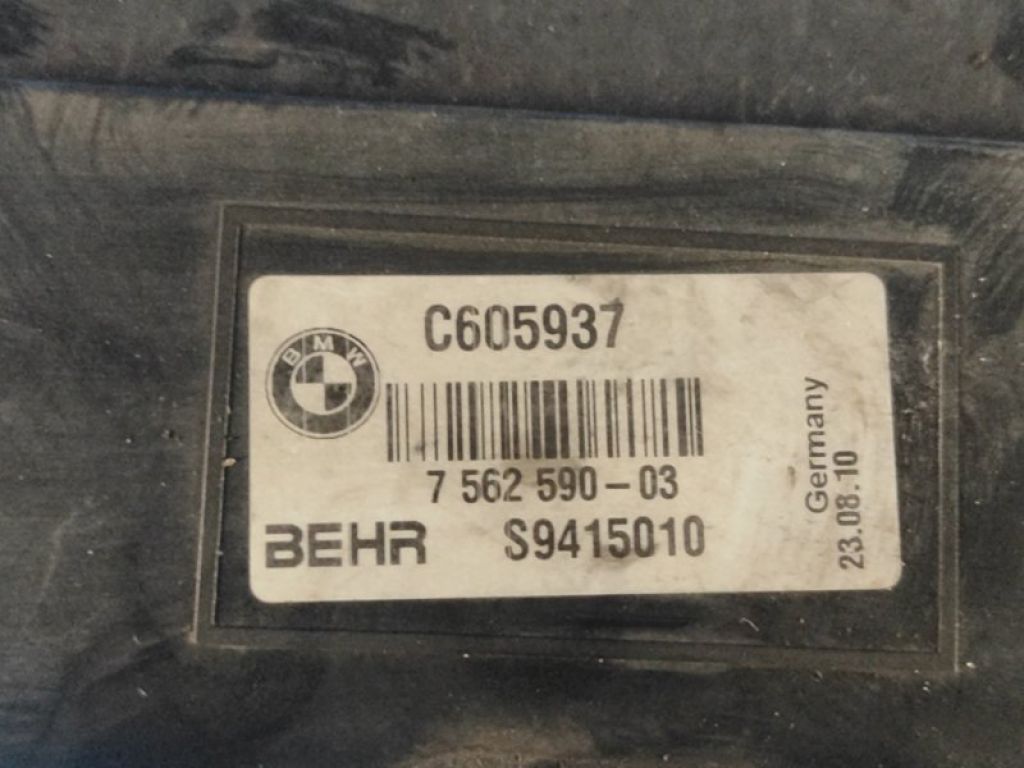 C605937
BMW
7 562 590-03
BEHR S9415010
Germany
23.08.10